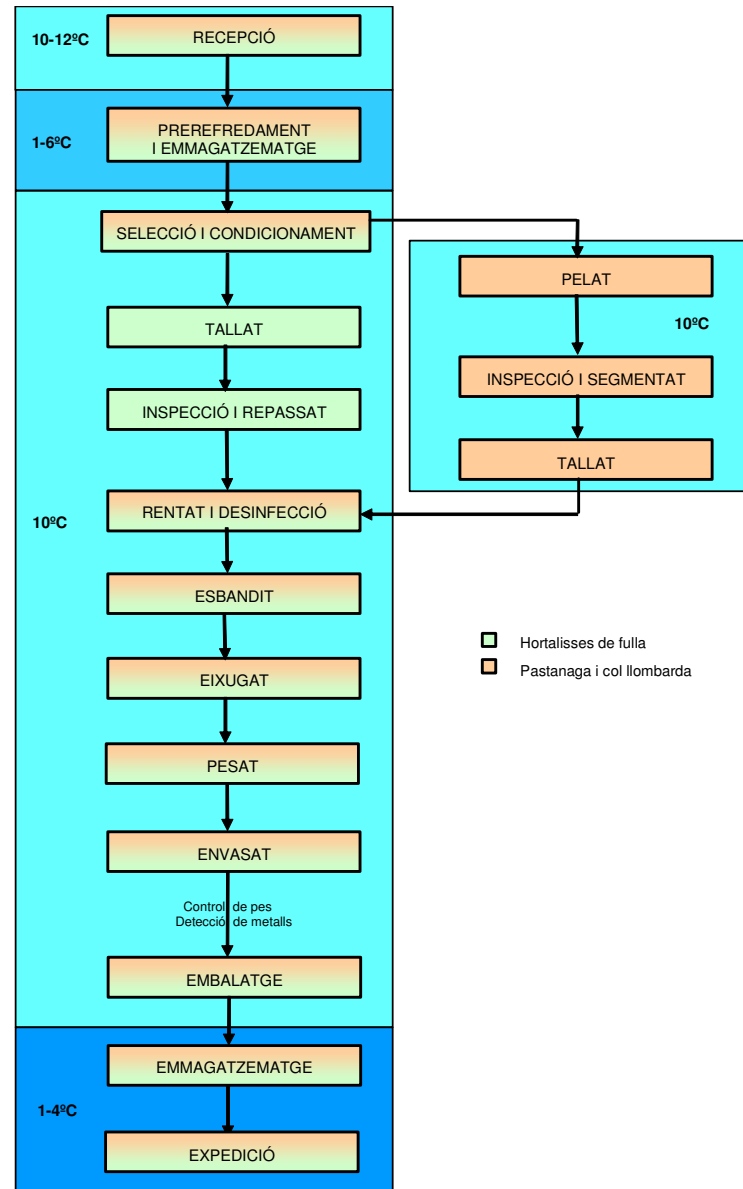 10-12ºC
RECEPCIÓ
1-6ºC
PREREFREDAMENT
I EMMAGATZEMATGE
SELECCIÓ I CONDICIONAMENT
PELAT
10ºC
TALLAT
INSPECCIÓ I SEGMENTAT
INSPECCIÓ I REPASSAT
TALLAT
10ºC
RENTAT I DESINFECCIÓ
ESBANDIT
Hortalisses de fulla
Pastanaga i col llombarda
EIXUGAT
PESAT
ENVASAT
Control de pes
Detecció de metalls
EMBALATGE
EMMAGATZEMATGE
1-4ºC
EXPEDICIÓ